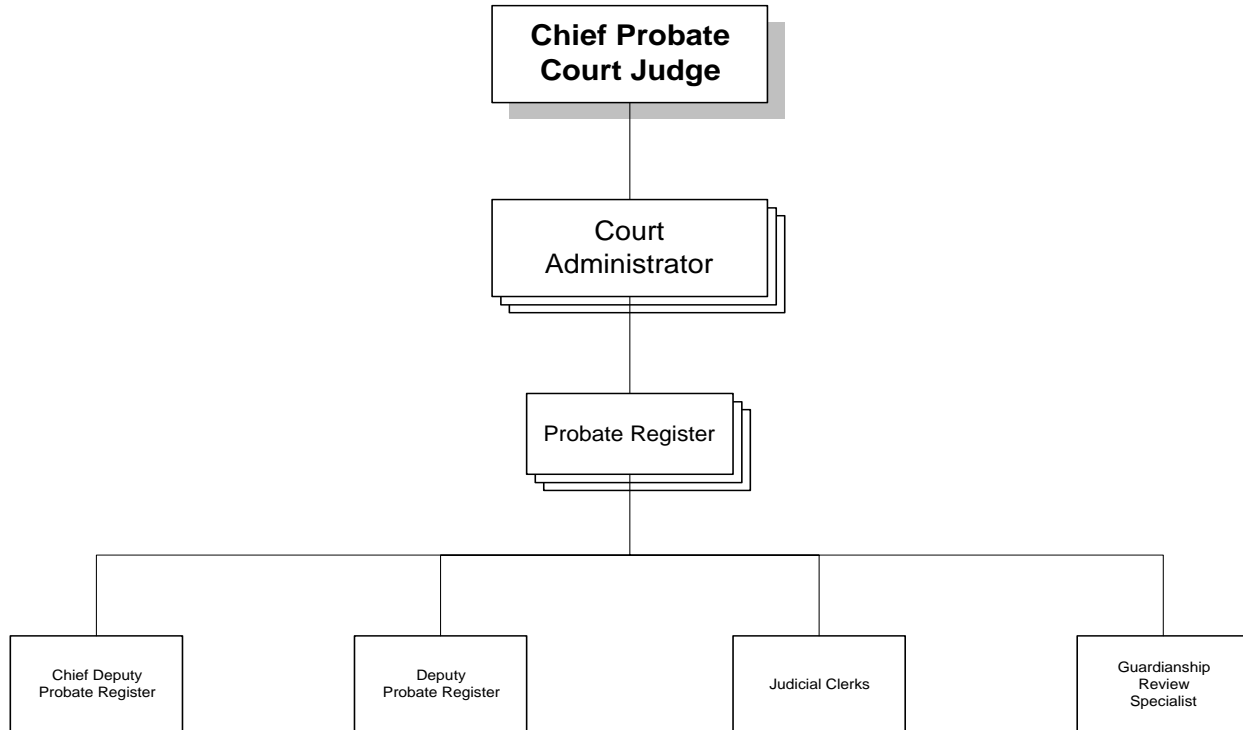 Chief Probate
Court Judge
Court
Administrator
Probate Register
Chief Deputy
Probate Register
Deputy
Probate Register
Judicial Clerks
Guardianship
Review
Specialist